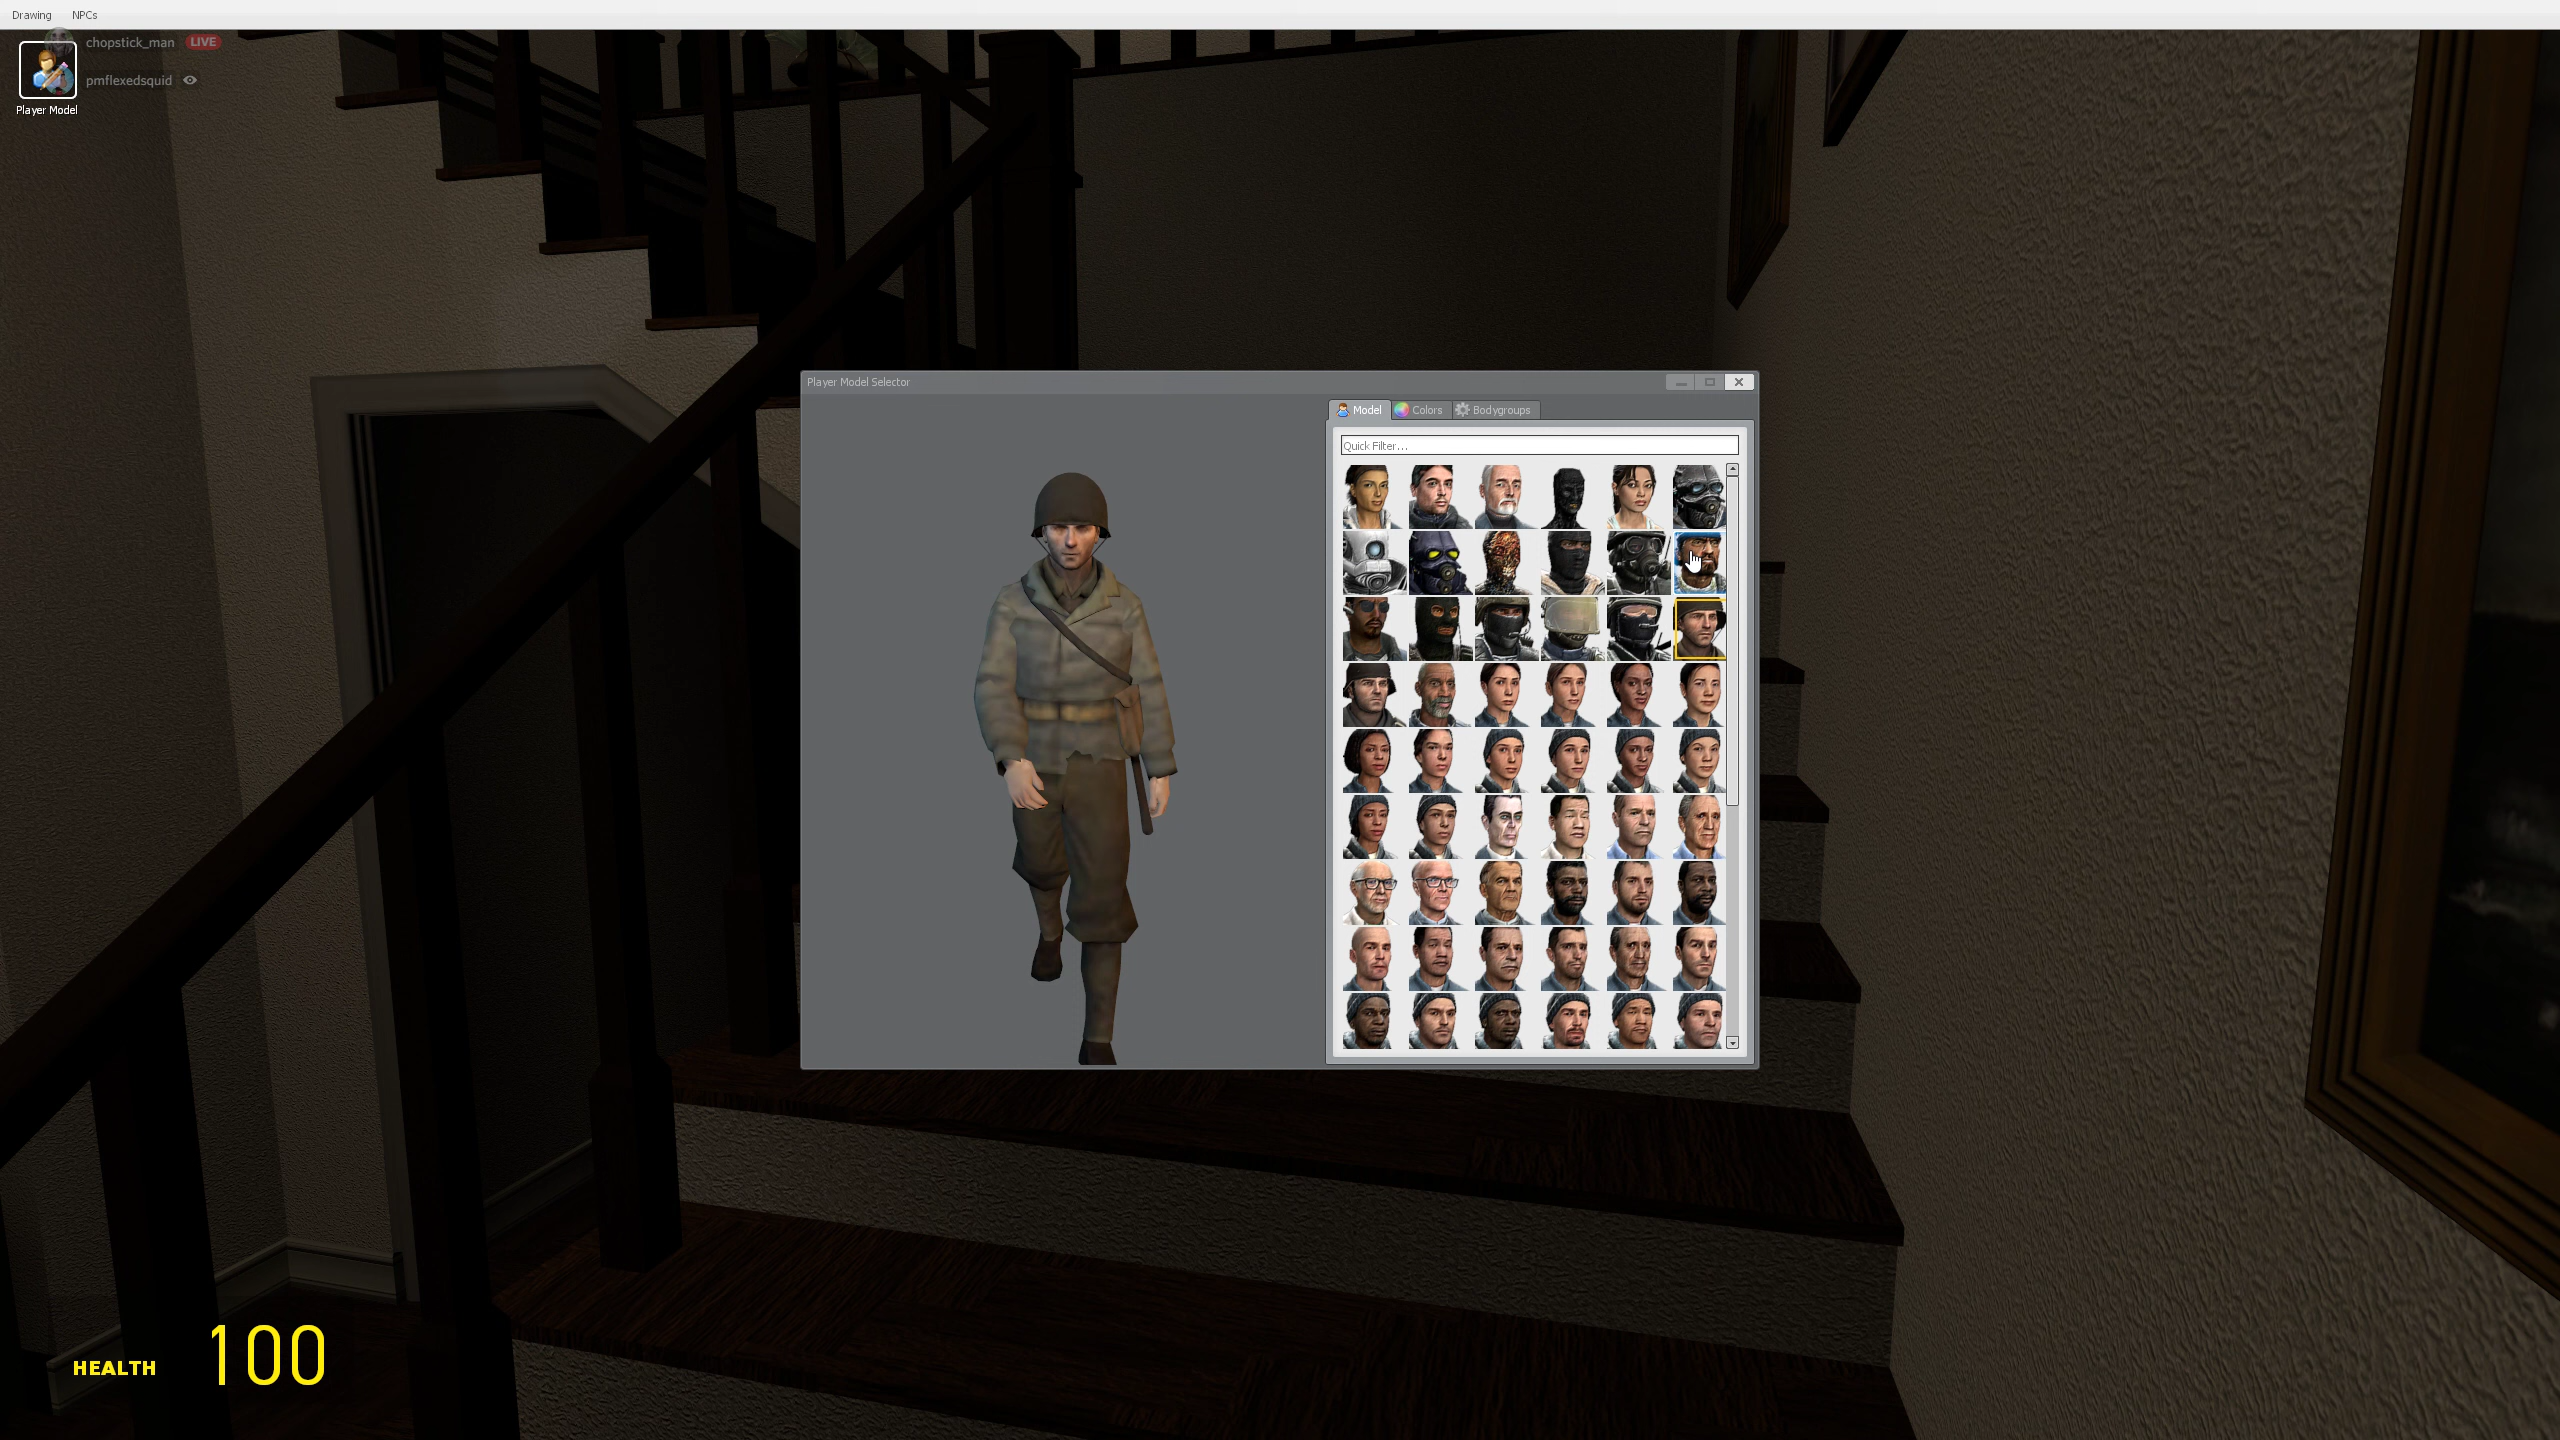 Drawing NPCs
chopstick_man LIVE
pmflexedsquid
Player Model
Player Model Selector
Model Colors Bodygroups
Quick Filter...
HEALTH 100